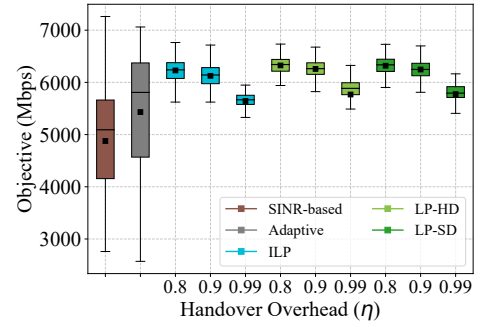 Objective (Mbps)
7000
6000
5000
4000
3000
SINR-based
Adaptive
ILP
LP-HD
LP-SD
0.8 0.9 0.99 0.8 0.9 0.99 0.8 0.9 0.99
Handover Overhead (η)